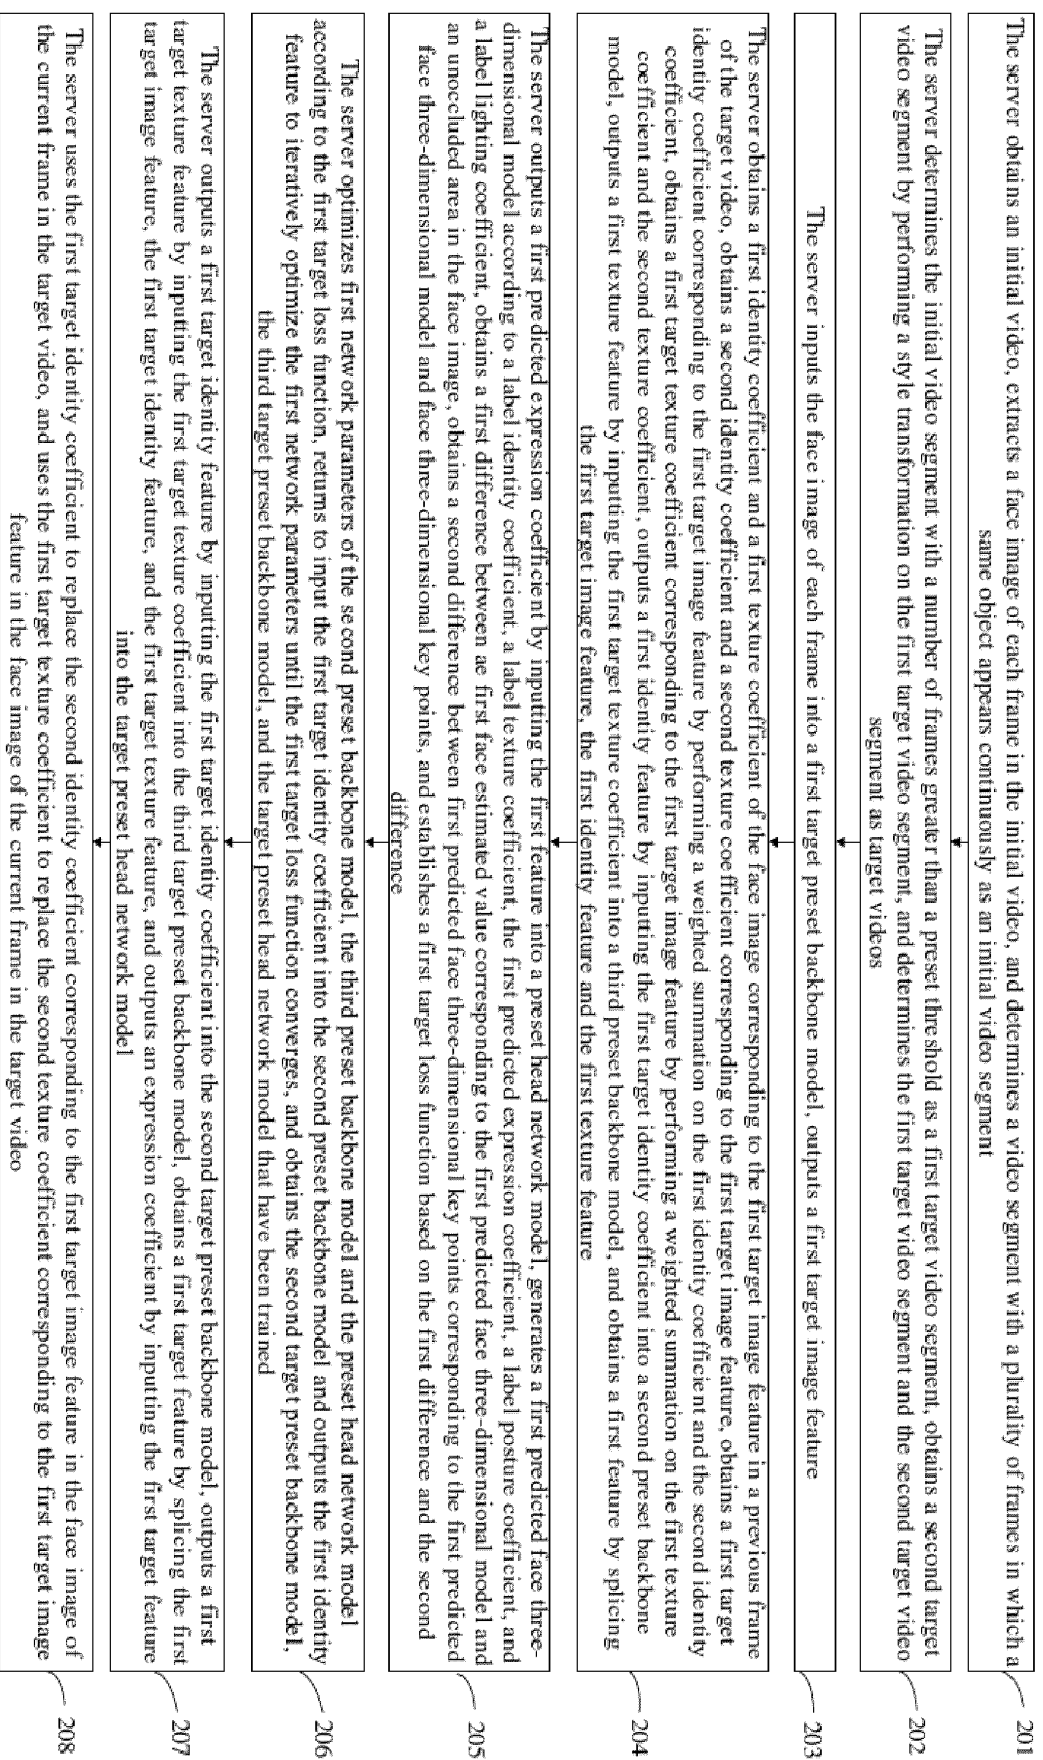 The server obtains an initial video, extracts a face image of each frame in the initial video, and determines a video segment with a plurality of frames in which a
same object appears continuously as an initial video segment
201
The server determines the initial video segment with a number of frames greater than a preset threshold as a first target video segment, obtains a second target
video segment by performing a style transformation on the first target video segment, and determines the first target video segment and the second target video
segment as target videos
202
The server inputs the face image of each frame into a first target preset backbone model, outputs a first target image feature
203
The server obtains a first identity coefficient and a first texture coefficient of the face image corresponding to the first target image feature in a previous frame
of the target video, obtains a second identity coefficient and a second texture coefficient corresponding to the first target image feature, obtains a first target
identity coefficient corresponding to the first target image feature by performing a weighted summation on the first identity coefficient and the second identity
coefficient, obtains a first target texture coefficient corresponding to the first target image feature by performing a weighted summation on the first texture
coefficient and the second texture coefficient, outputs a first identity feature by inputting the first target identity coefficient into a second preset backbone
model, outputs a first texture feature by inputting the first target texture coefficient into a third preset backbone model, and obtains a first feature by splicing
the first target image feature, the first identity feature and the first texture feature
204
The server outputs a first predicted expression coefficient by inputting the first feature into a preset head network model, generates a first predicted face three-
dimensional model according to a label identity coefficient, a label texture coefficient, the first predicted expression coefficient, a label posture coefficient, and
a label lighting coefficient, obtains a first difference between ae first face estimated value corresponding to the first predicted face three-dimensional model and
an unoccluded area in the face image, obtains a second difference between first predicted face three-dimensional key points corresponding to the first predicted
face three-dimensional model and face three-dimensional key points, and establishes a first target loss function based on the first difference and the second
difference
205
The server optimizes first network parameters of the second preset backbone model, the third preset backbone model and the preset head network model
according to the first target loss function, returns to input the first target identity coefficient into the second preset backbone model and outputs the first identity
feature to iteratively optimize the first network parameters until the first target loss function converges, and obtains the second target preset backbone model,
the third target preset backbone model, and the target preset head network model that have been trained
206
The server outputs a first target identity feature by inputting the first target identity coefficient into the second target preset backbone model, outputs a first
target texture feature by inputting the first target texture coefficient into the third target preset backbone model, obtains a first target feature by splicing the first
target image feature, the first target identity feature, and the first target texture feature, and outputs an expression coefficient by inputting the first target feature
into the target preset head network model
207
The server uses the first target identity coefficient to replace the second identity coefficient corresponding to the first target image feature in the face image of
the current frame in the target video, and uses the first target texture coefficient to replace the second texture coefficient corresponding to the first target image
feature in the face image of the current frame in the target video
208